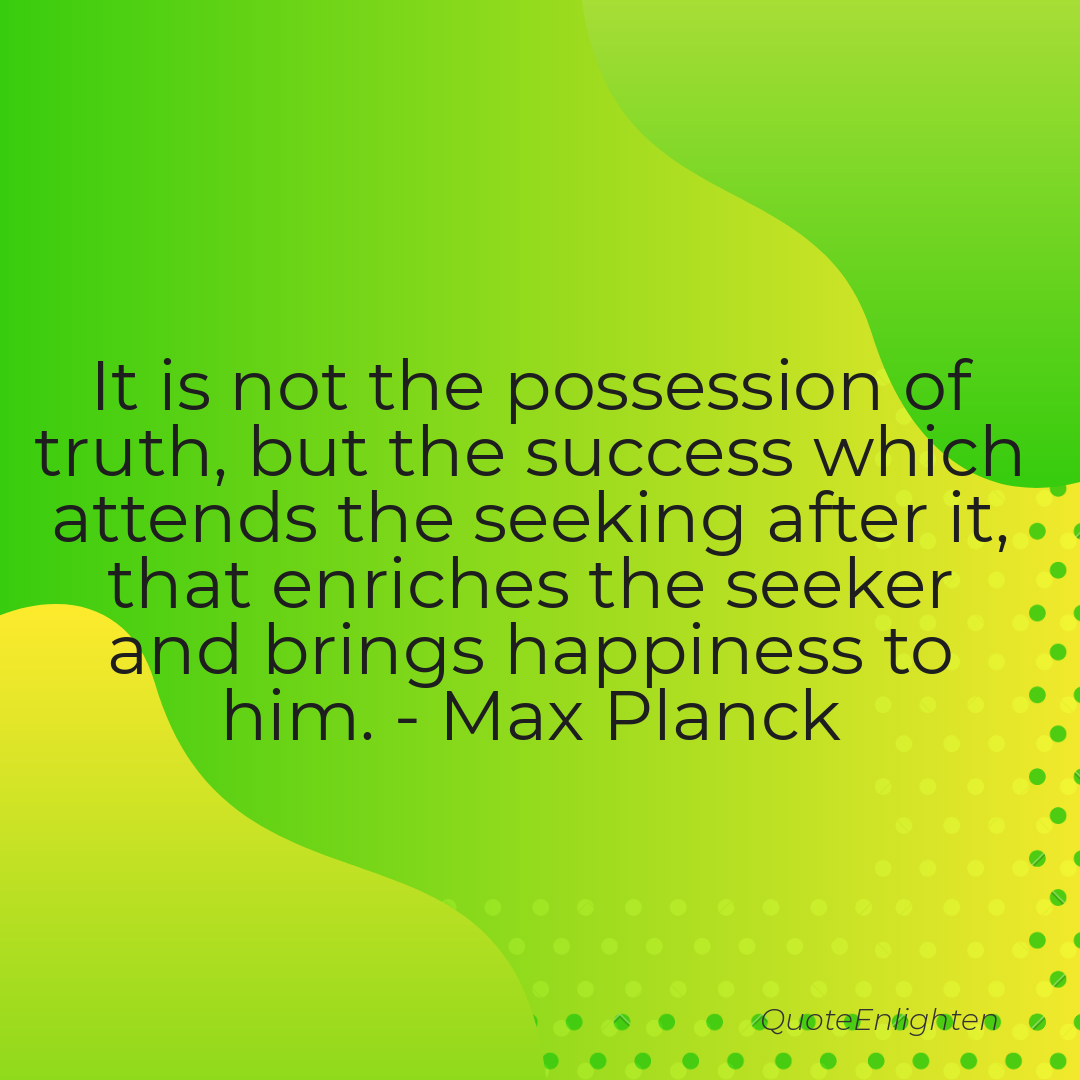 It is not the possession of
truth, but the success which
attends the seeking after it,
that enriches the seeker
and brings happiness to
him. - Max Planck
QuoteEnlighten